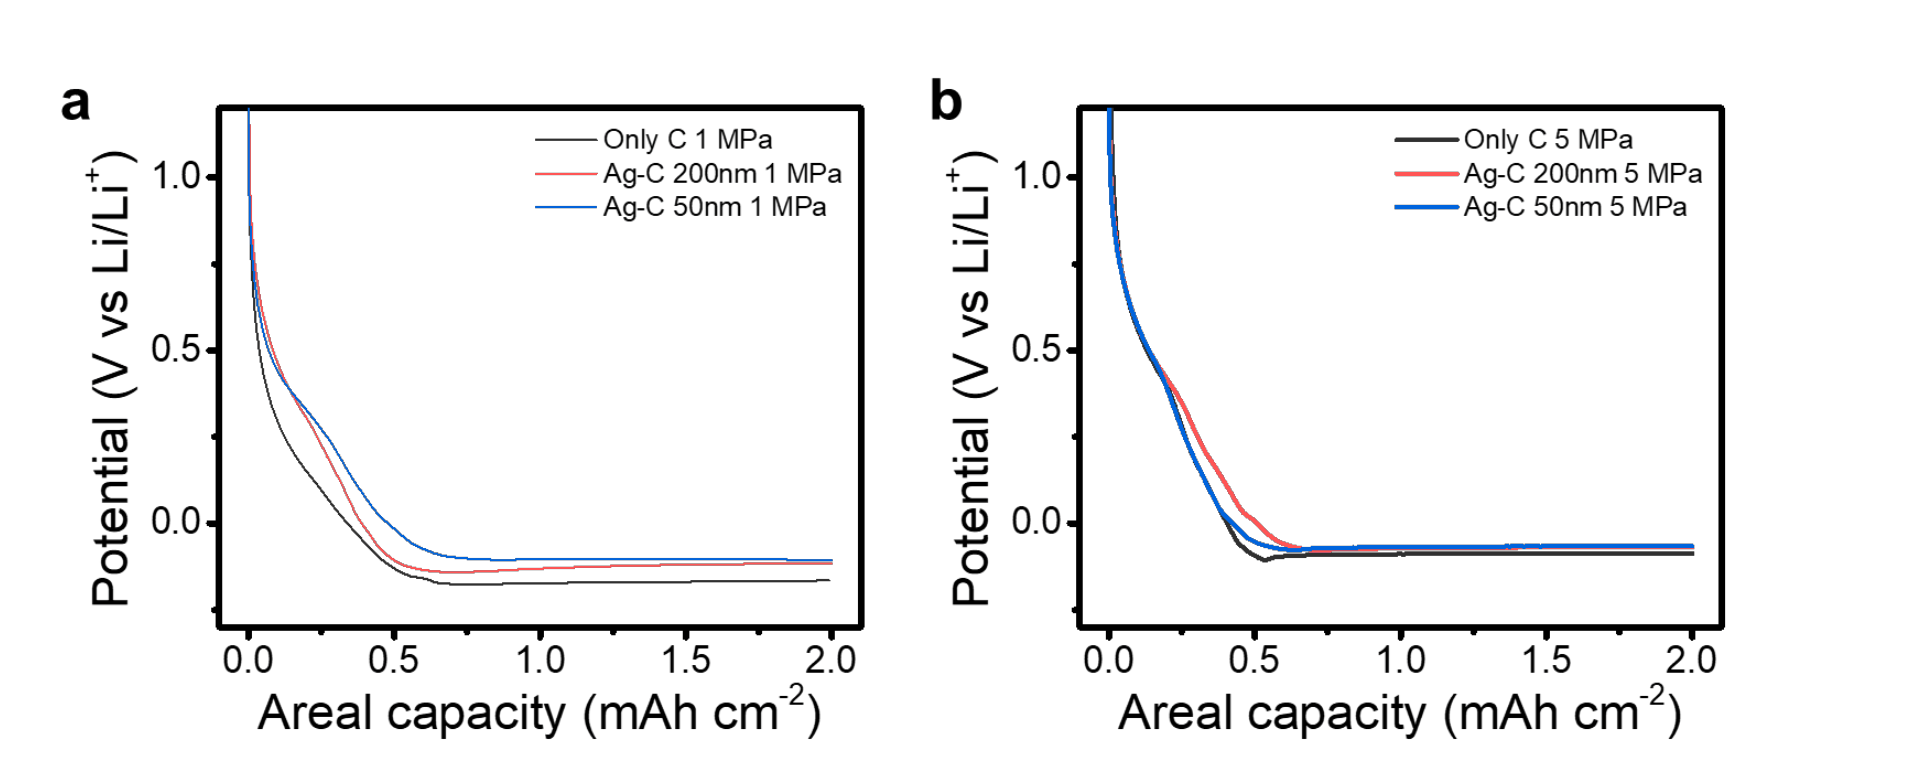 a
Only C 1 MPa
Ag-C 200nm 1 MPa
Ag-C 50nm 1 MPa
1.0
0.5
0.0
Potential (V vs Li/Li⁺)
0.0 0.5 1.0 1.5 2.0
Areal capacity (mAh cm⁻²)
b
Only C 5 MPa
Ag-C 200nm 5 MPa
Ag-C 50nm 5 MPa
1.0
0.5
0.0
Potential (V vs Li/Li⁺)
0.0 0.5 1.0 1.5 2.0
Areal capacity (mAh cm⁻²)